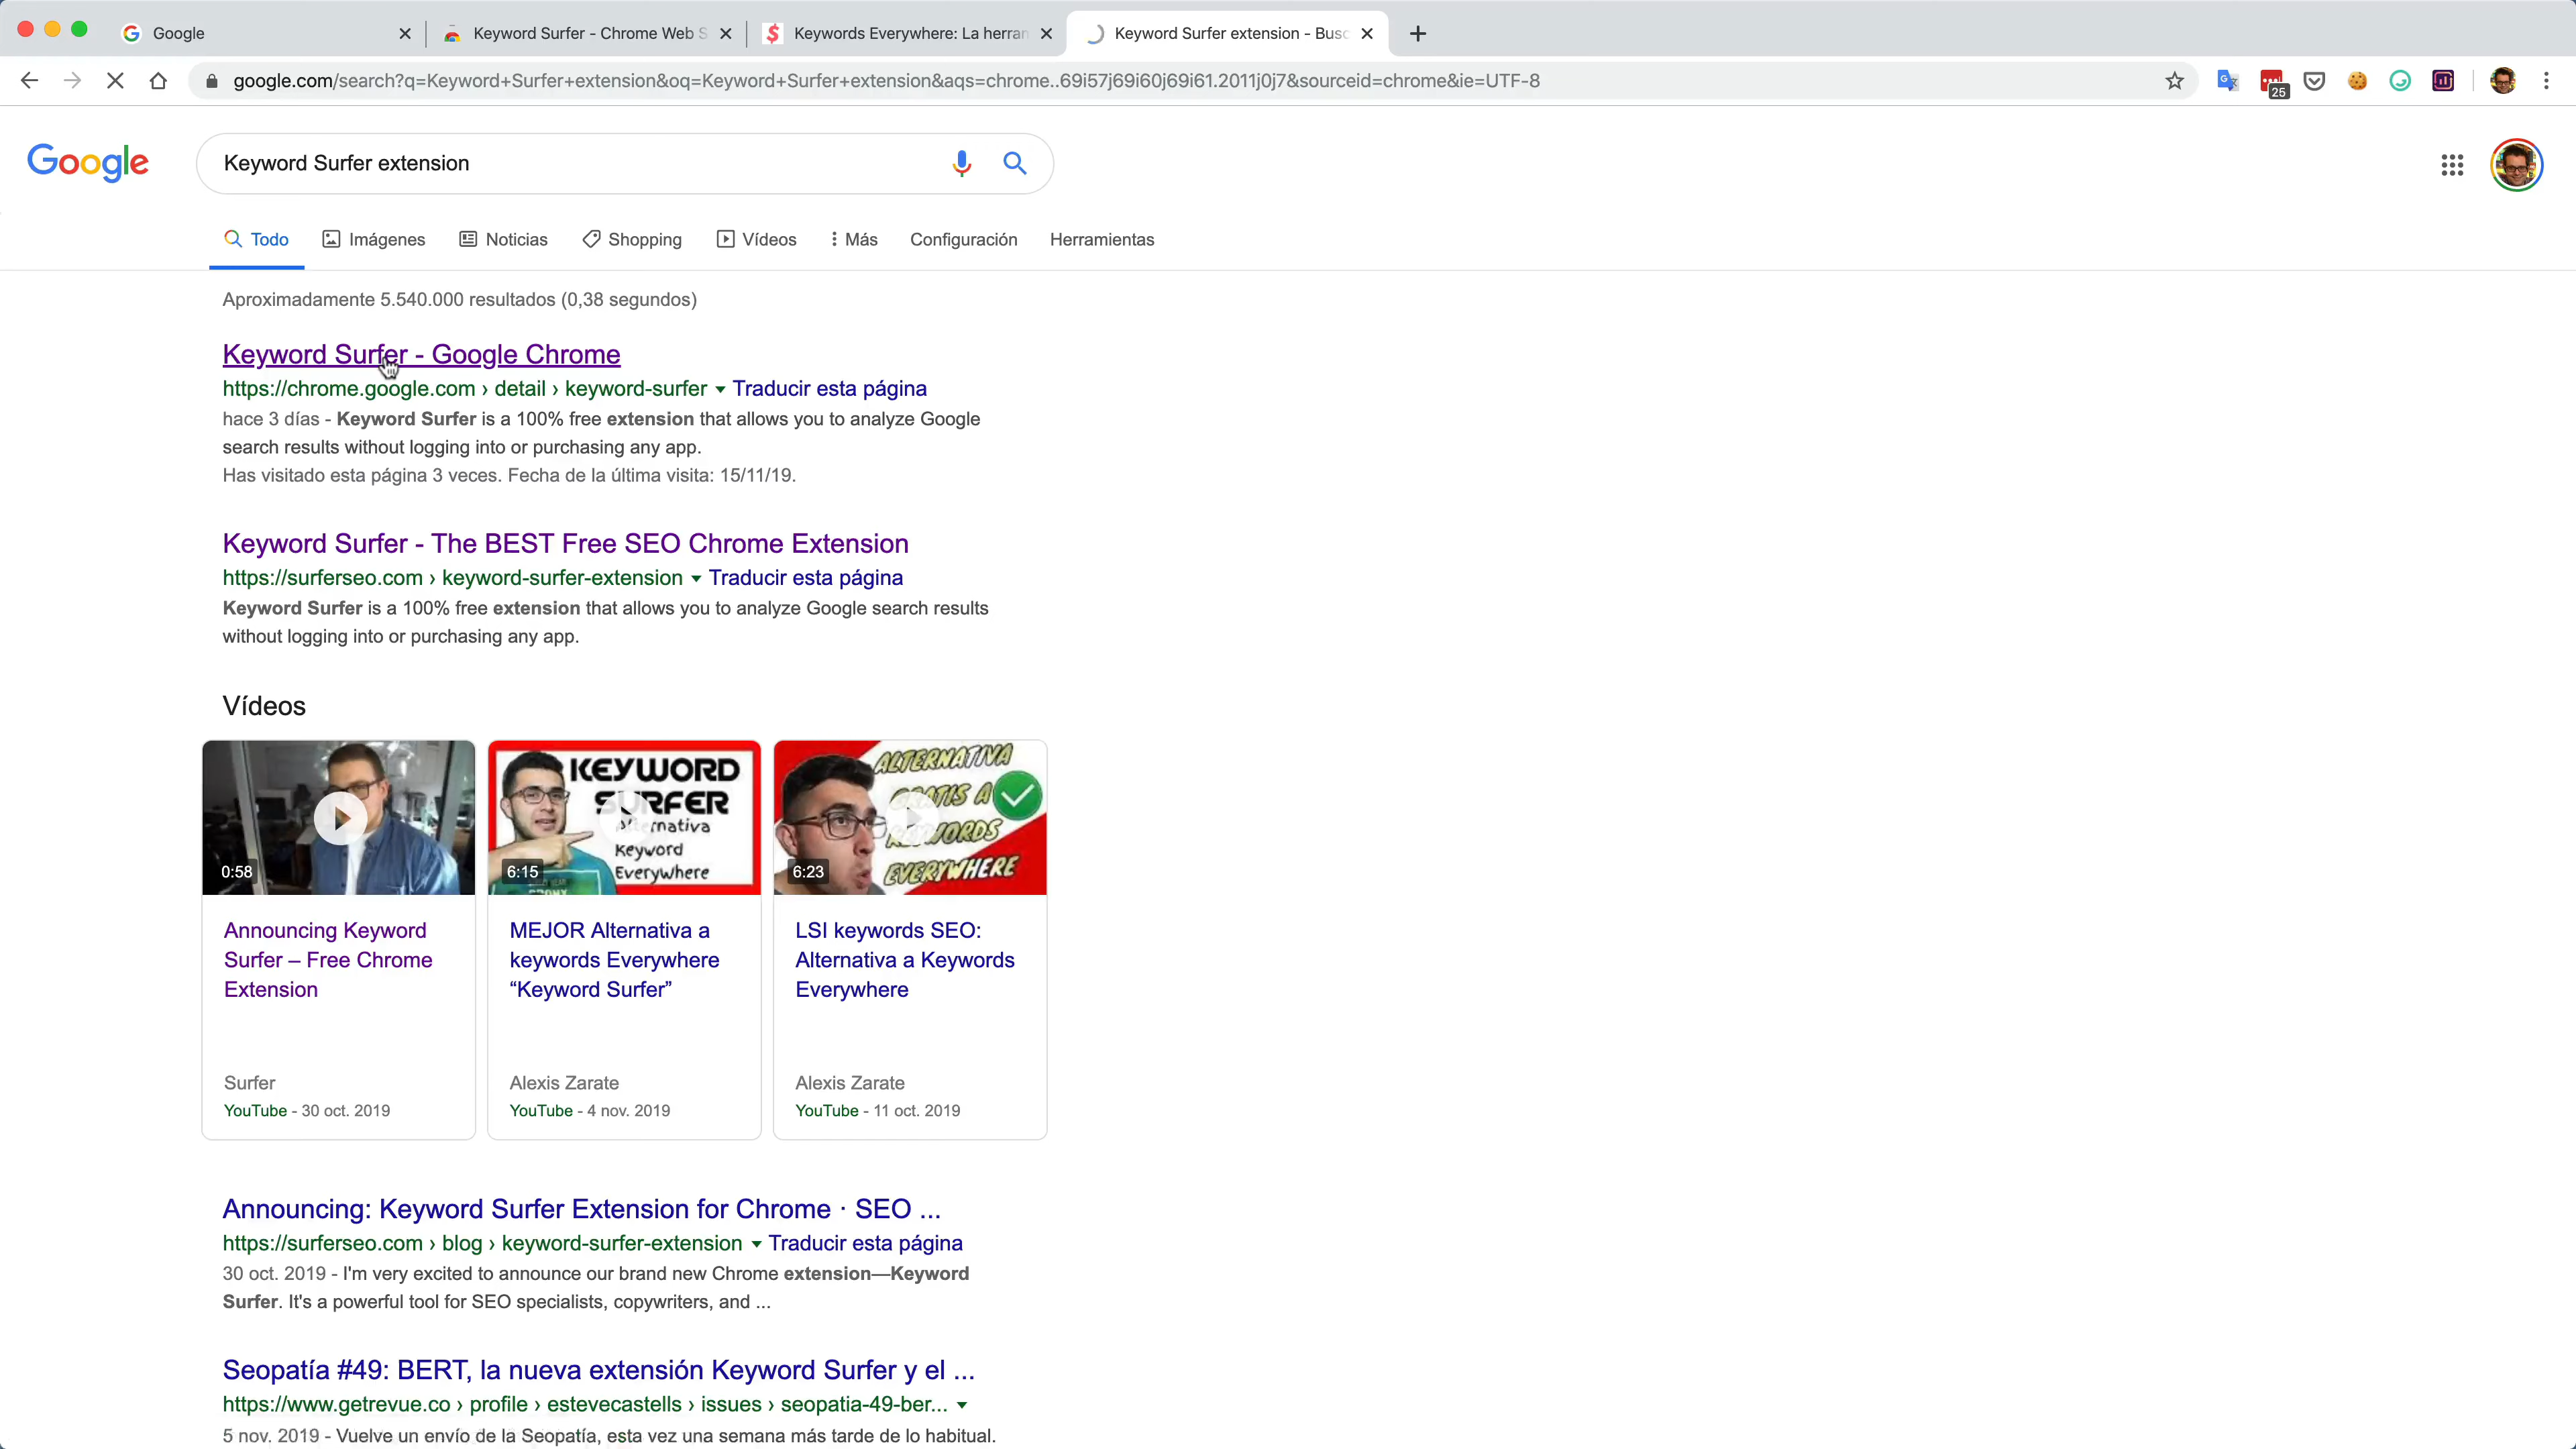 Google
Keyword Surfer - Chrome Web S
Keywords Everywhere: La herran
Keyword Surfer extension - Busc
google.com/search?q=Keyword+Surfer+extension&oq=Keyword+Surfer+extension&aqs=chrome..69i57j69i60j69i61.2011j0j7&sourceid=chrome&ie=UTF-8
25
Google
Keyword Surfer extension
Todo
Imágenes
Noticias
Shopping
Vídeos
Más
Configuración
Herramientas
Aproximadamente 5.540.000 resultados (0,38 segundos)
Keyword Surfer - Google Chrome
https://chrome.google.com › detail › keyword-surfer ▾ Traducir esta página
hace 3 días - Keyword Surfer is a 100% free extension that allows you to analyze Google
search results without logging into or purchasing any app.
Has visitado esta página 3 veces. Fecha de la última visita: 15/11/19.
Keyword Surfer - The BEST Free SEO Chrome Extension
https://surferseo.com › keyword-surfer-extension ▾ Traducir esta página
Keyword Surfer is a 100% free extension that allows you to analyze Google search results
without logging into or purchasing any app.
Vídeos
0:58
KEYWORD
SURFER
Alternativa
Keyword
Everywhere
6:15
ALTERNATIVA
GRATIS A
KEYWORDS
EVERYWHERE
6:23
Announcing Keyword
Surfer – Free Chrome
Extension
Surfer
YouTube - 30 oct. 2019
MEJOR Alternativa a
keywords Everywhere
“Keyword Surfer”
Alexis Zarate
YouTube - 4 nov. 2019
LSI keywords SEO:
Alternativa a Keywords
Everywhere
Alexis Zarate
YouTube - 11 oct. 2019
Announcing: Keyword Surfer Extension for Chrome · SEO ...
https://surferseo.com › blog › keyword-surfer-extension ▾ Traducir esta página
30 oct. 2019 - I'm very excited to announce our brand new Chrome extension—Keyword
Surfer. It's a powerful tool for SEO specialists, copywriters, and ...
Seopatía #49: BERT, la nueva extensión Keyword Surfer y el ...
https://www.getrevue.co › profile › estevecastells › issues › seopatia-49-ber... ▾
5 nov. 2019 - Vuelve un envío de la Seopatía, esta vez una semana más tarde de lo habitual.